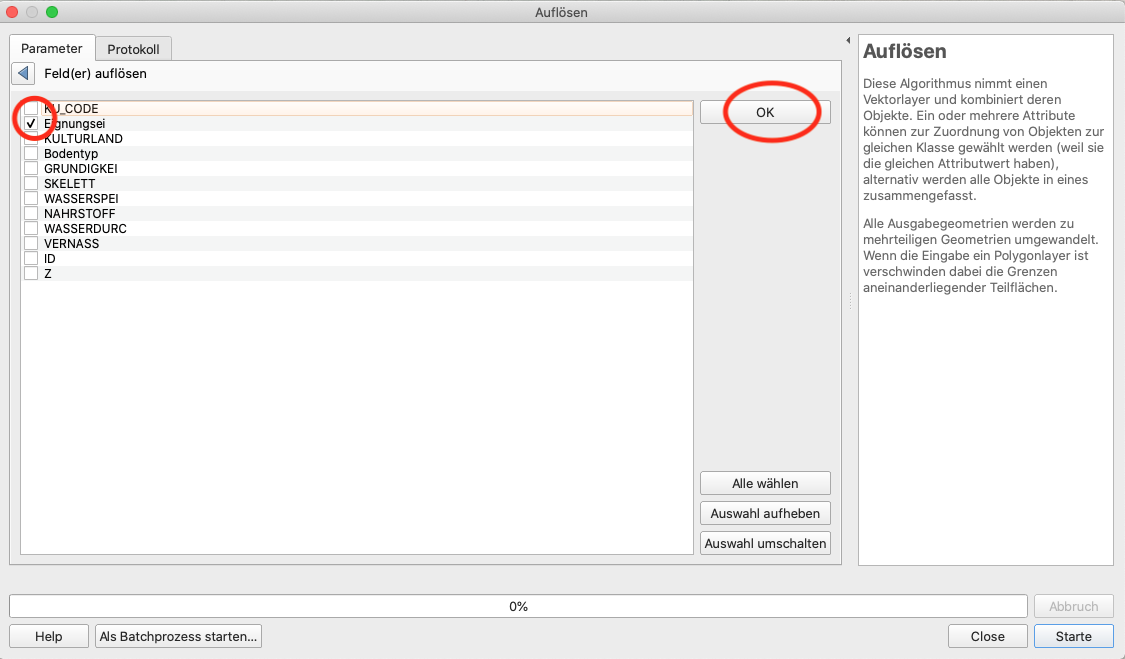 Auflösen
Parameter
Protokoll
Feld(er) auflösen
KU_CODE
Eignungsei
KULTURLAND
Bodentyp
GRUNDIGKEI
SKELETT
WASSERSPEI
NAHRSTOFF
WASSERDURC
VERNASS
ID
Z
OK
Alle wählen
Auswahl aufheben
Auswahl umschalten
Auflösen
Diese Algorithmus nimmt einen
Vektorlayer und kombiniert deren
Objekte. Ein oder mehrere Attribute
können zur Zuordnung von Objekten zur
gleichen Klasse gewählt werden (weil sie
die gleichen Attributwert haben),
alternativ werden alle Objekte in eines
zusammengefasst.
Alle Ausgabegeometrien werden zu
mehrteiligen Geometrien umgewandelt.
Wenn die Eingabe ein Polygonlayer ist
verschwinden dabei die Grenzen
aneinanderliegender Teilflächen.
0%
Abbruch
Help
Als Batchprozess starten...
Close
Starte